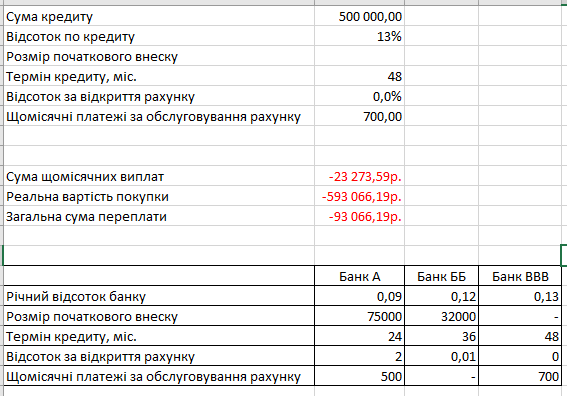 Сума кредиту 500 000,00
Відсоток по кредиту 13%
Розмір початкового внеску
Термін кредиту, міс. 48
Відсоток за відкриття рахунку 0,0%
Щомісячні платежі за обслуговування рахунку 700,00
Сума щомісячних виплат -23 273,59р.
Реальна вартість покупки -593 066,19р.
Загальна сума переплати -93 066,19р.
Банк А Банк ББ Банк ВВВ
Річний відсоток банку 0,09 0,12 0,13
Розмір початкового внеску 75000 32000 -
Термін кредиту, міс. 24 36 48
Відсоток за відкриття рахунку 2 0,01 0
Щомісячні платежі за обслуговування рахунку 500 - 700